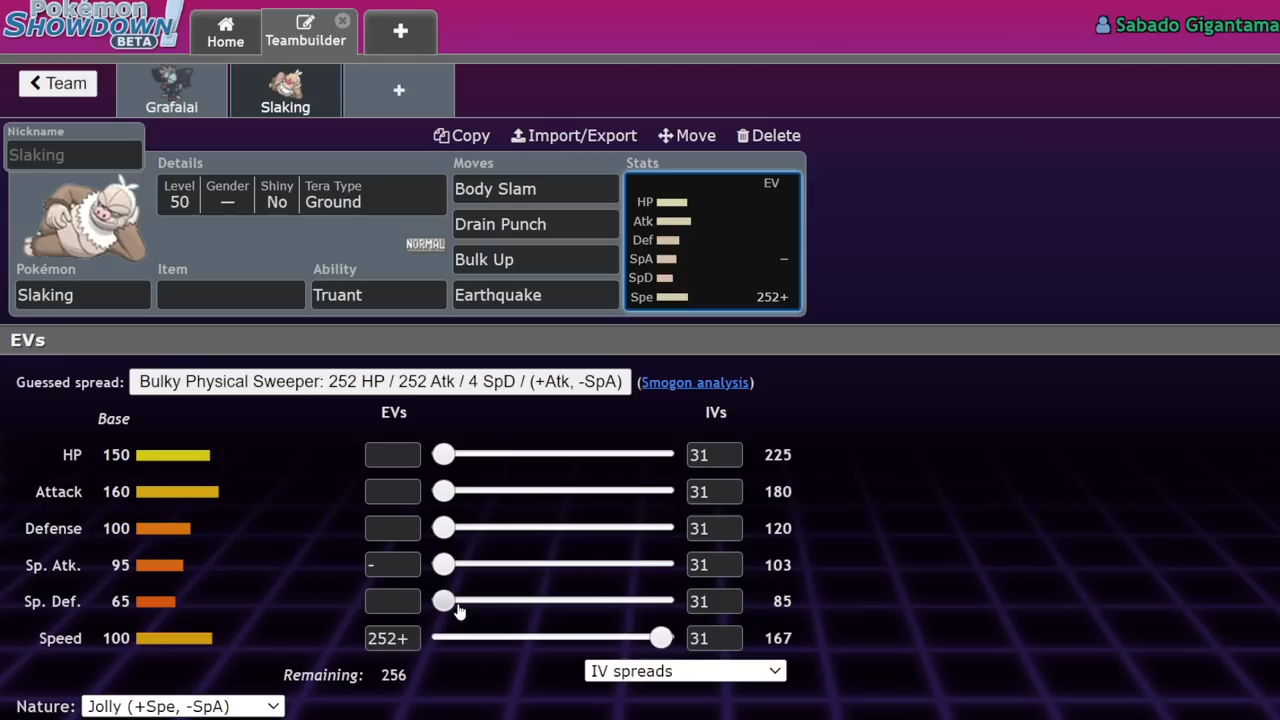 Pokémon
SHOWDOWN!
BETA
Home
Teambuilder
+
Sabado Gigantama
Team
Grafaiai
Slaking
+
Copy
Import/Export
Move
Delete
Nickname
Slaking
Details
Level
50
Gender
—
Shiny
No
Tera Type
Ground
NORMAL
Pokémon
Slaking
Item
Ability
Truant
Moves
Body Slam
Drain Punch
Bulk Up
Earthquake
Stats
EV
HP
Atk
Def
SpA –
SpD
Spe 252+
EVs
Guessed spread: Bulky Physical Sweeper: 252 HP / 252 Atk / 4 SpD / (+Atk, -SpA) (Smogon analysis)
Base EVs IVs
HP 150 31 225
Attack 160 31 180
Defense 100 31 120
Sp. Atk. 95 - 31 103
Sp. Def. 65 31 85
Speed 100 252+ 31 167
Remaining: 256 IV spreads
Nature: Jolly (+Spe, -SpA)